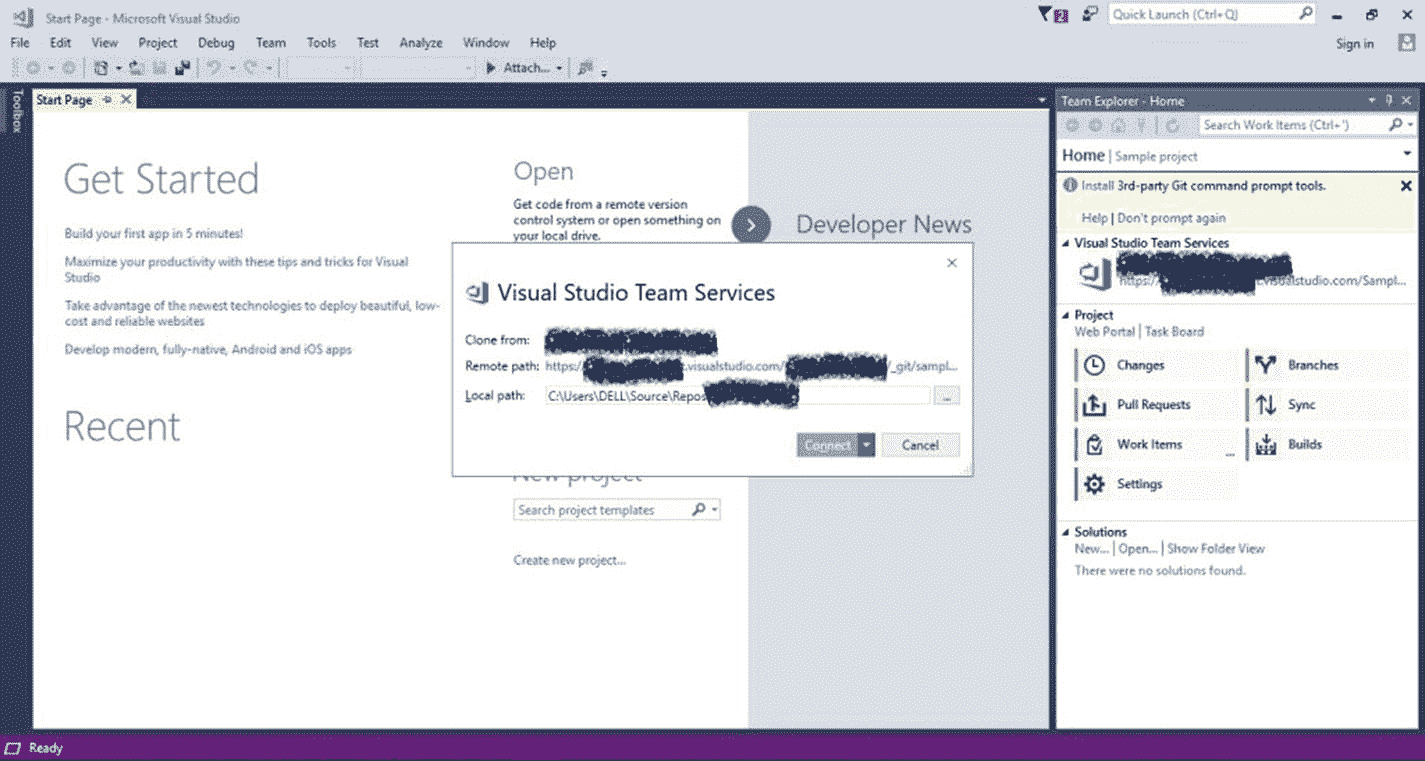 Start Page - Microsoft Visual Studio
Quick Launch (Ctrl+Q)
File Edit View Project Debug Team Tools Test Analyze Window Help
Sign in
Attach...
Toolbox
Start Page
Get Started
Build your first app in 5 minutes!
Maximize your productivity with these tips and tricks for Visual
Studio
Take advantage of the newest technologies to deploy beautiful, low-
cost and reliable websites
Develop modern, fully-native, Android and iOS apps
Recent
Open
Get code from a remote version
control system or open something on
your local drive.
Developer News
Visual Studio Team Services
Clone from:
Remote path: https:// .visualstudio.com/ /_git/sampl...
Local path: C:\Users\DELL\Source\Repos
...
Connect Cancel
New project
Search project templates
Create new project...
Team Explorer - Home
Search Work Items (Ctrl+')
Home | Sample project
Install 3rd-party Git command prompt tools.
Help | Don't prompt again
Visual Studio Team Services
https:// .visualstudio.com/Sampl...
Project
Web Portal | Task Board
Changes Branches
Pull Requests Sync
Work Items ... Builds
Settings
Solutions
New... | Open... | Show Folder View
There were no solutions found.
Ready